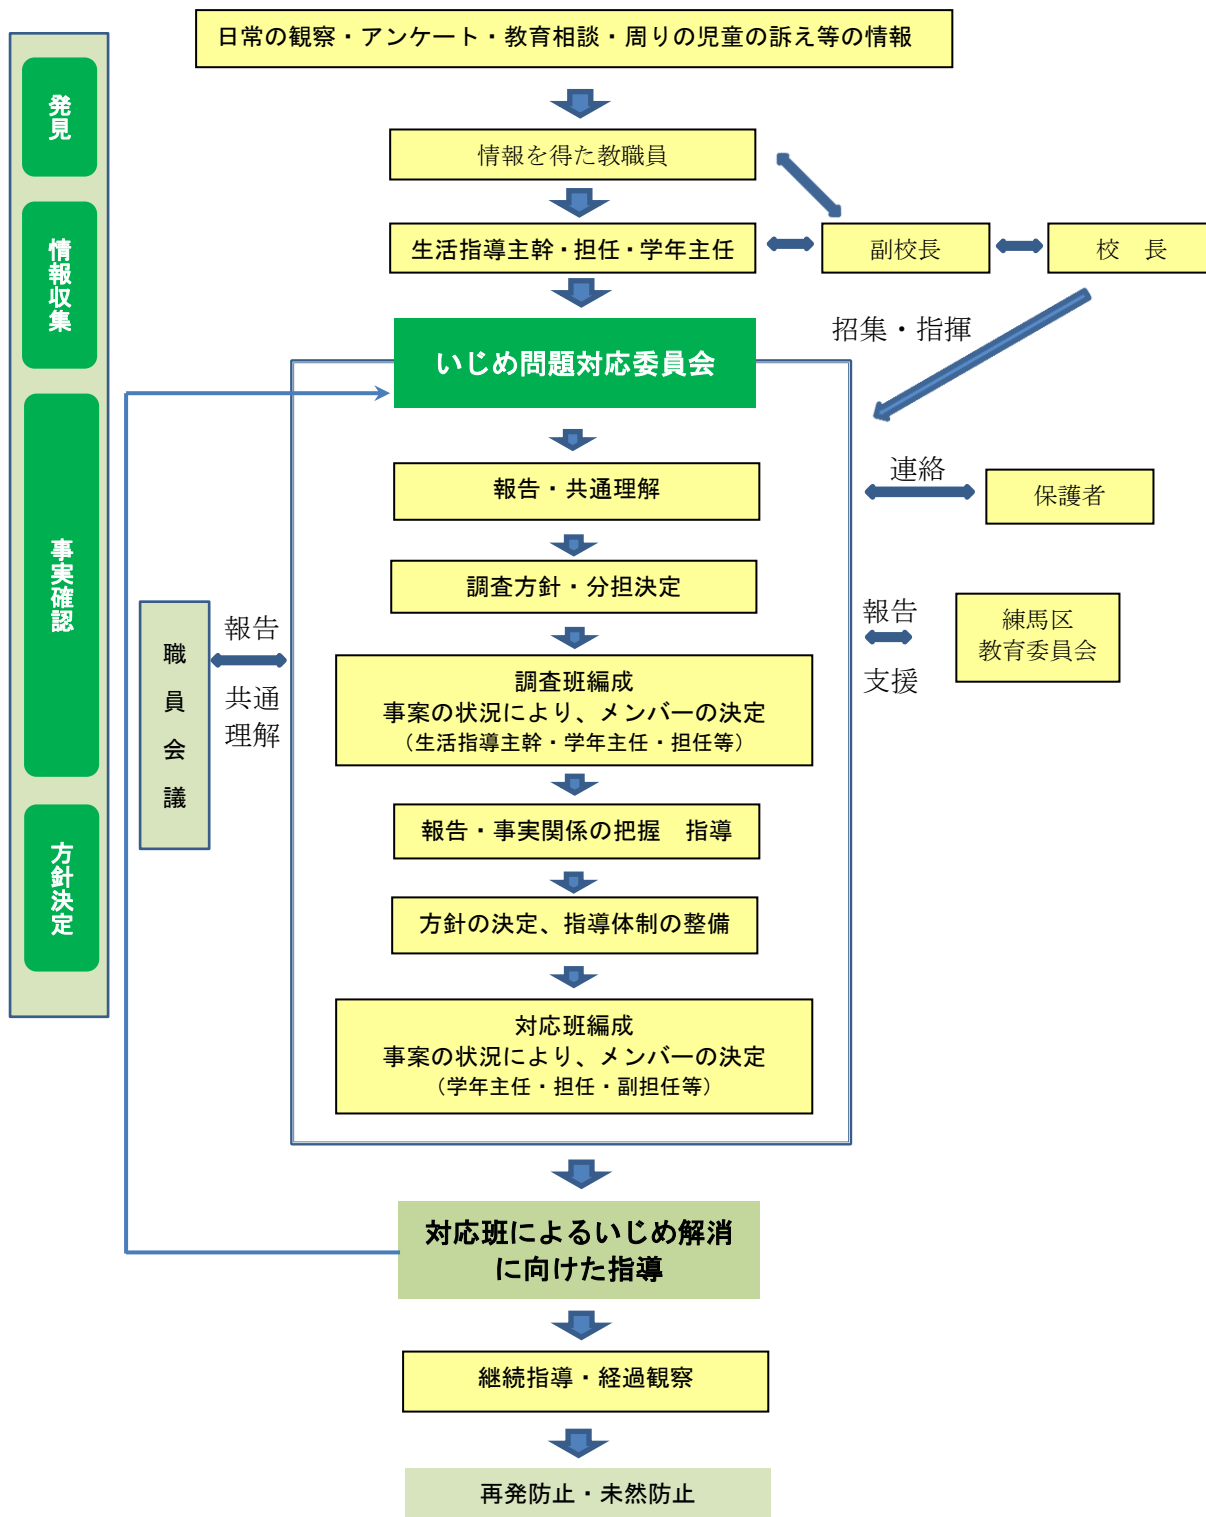 日常の観察・アンケート・教育相談・周りの児童の訴え等の情報
発見
情報を得た教職員
情報収集
生活指導主幹・担任・学年主任
副校長
校　長
招集・指揮
いじめ問題対応委員会
事実確認
報告・共通理解
連絡
保護者
調査方針・分担決定
職員会議
報告
共通
理解
報告
支援
練馬区
教育委員会
調査班編成
事案の状況により、メンバーの決定
（生活指導主幹・学年主任・担任等）
報告・事実関係の把握　指導
方針決定
方針の決定、指導体制の整備
対応班編成
事案の状況により、メンバーの決定
（学年主任・担任・副担任等）
対応班によるいじめ解消
に向けた指導
継続指導・経過観察
再発防止・未然防止